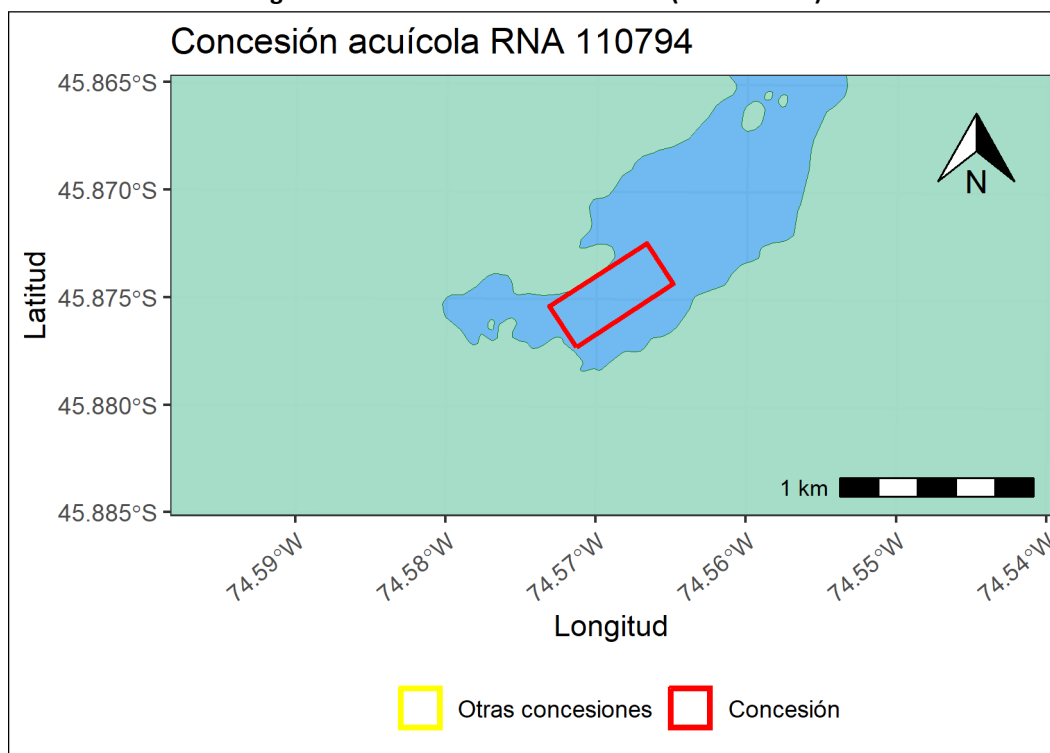 Concesión acuícola RNA 110794
45.865°S
45.870°S
45.875°S
45.880°S
45.885°S
Latitud
N
1 km
74.59°W
74.58°W
74.57°W
74.56°W
74.55°W
74.54°W
Longitud
Otras concesiones
Concesión